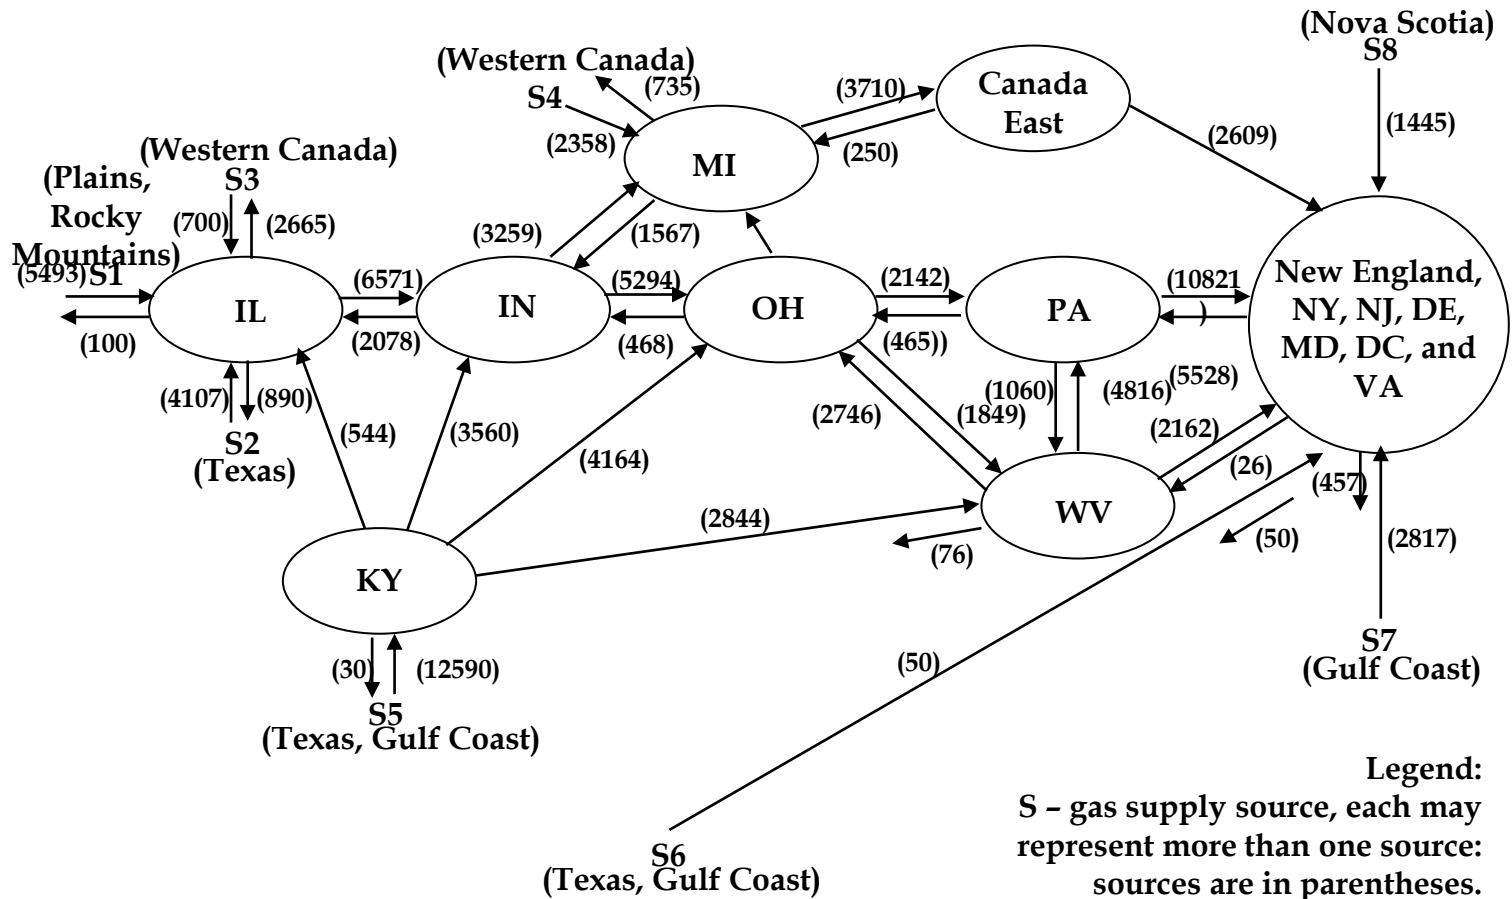 (Nova Scotia)
S8
(1445)
(Western Canada)
S4
(735)
(2358)
(3710)
(250)
Canada
East
(2609)
MI
(Western Canada)
S3
(700)
(2665)
(Plains,
Rocky
Mountains)
(5493)
S1
(100)
IL
(6571)
(2078)
(3259)
(1567)
IN
(5294)
(468)
OH
(2142)
(465))
PA
(10821
)
New England,
NY, NJ, DE,
MD, DC, and
VA
(4107)
(890)
S2
(Texas)
(544)
(3560)
(4164)
(2746)
(1849)
(1060)
(4816)
(5528)
(2162)
(26)
(457)
(50)
(2817)
WV
(2844)
(76)
KY
(30)
(12590)
S5
(Texas, Gulf Coast)
(50)
S7
(Gulf Coast)
S6
(Texas, Gulf Coast)
Legend:
S – gas supply source, each may
represent more than one source:
sources are in parentheses.